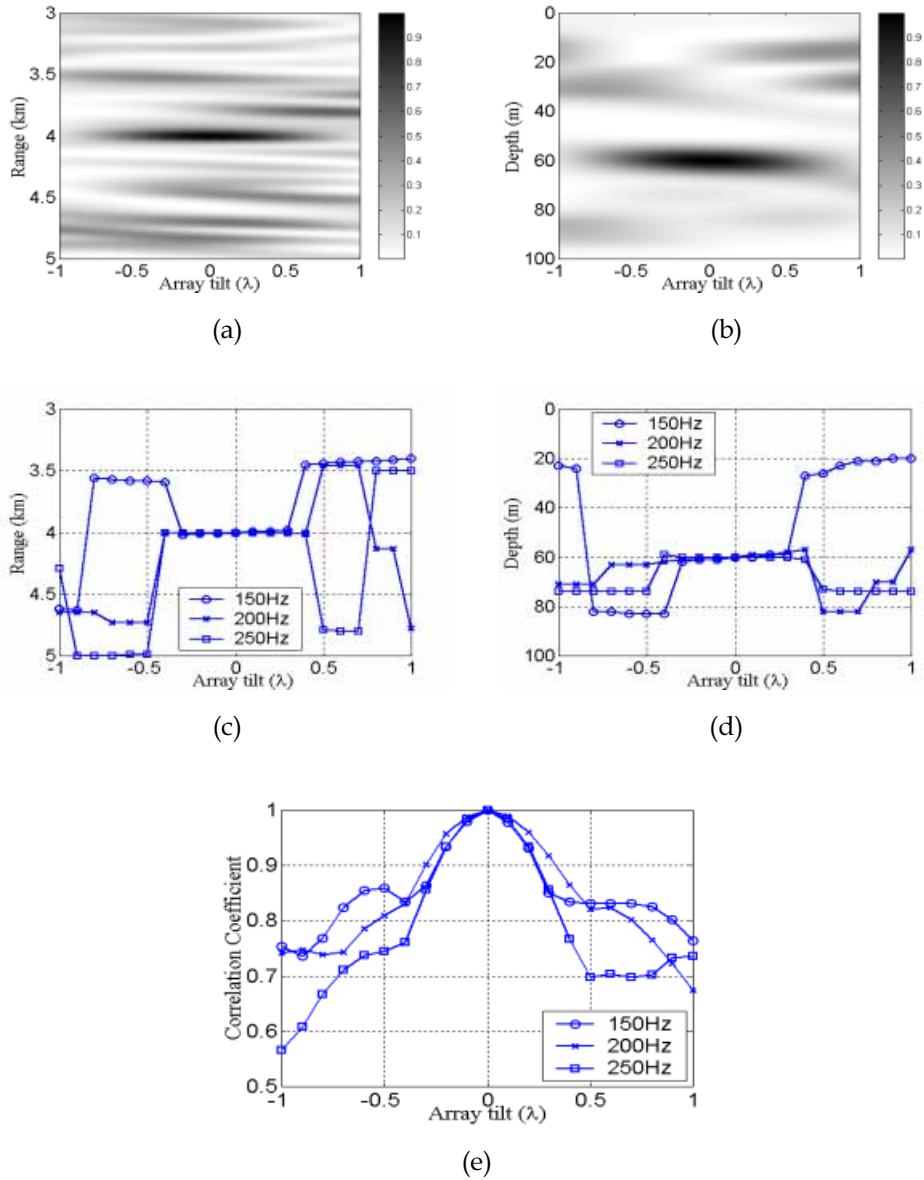 3
3.5
4
4.5
5
Range (km)
-1 -0.5 0 0.5 1
Array tilt (λ)
0.9
0.8
0.7
0.6
0.5
0.4
0.3
0.2
0.1
(a)
0
20
40
60
80
100
Depth (m)
-1 -0.5 0 0.5 1
Array tilt (λ)
0.9
0.8
0.7
0.6
0.5
0.4
0.3
0.2
0.1
(b)
3
3.5
4
4.5
5
Range (km)
150Hz
200Hz
250Hz
-1 -0.5 0 0.5 1
Array tilt (λ)
(c)
0
20
40
60
80
100
Depth (m)
150Hz
200Hz
250Hz
-1 -0.5 0 0.5 1
Array tilt (λ)
(d)
1
0.9
0.8
0.7
0.6
0.5
Correlation Coefficient
150Hz
200Hz
250Hz
-1 -0.5 0 0.5 1
Array tilt (λ)
(e)